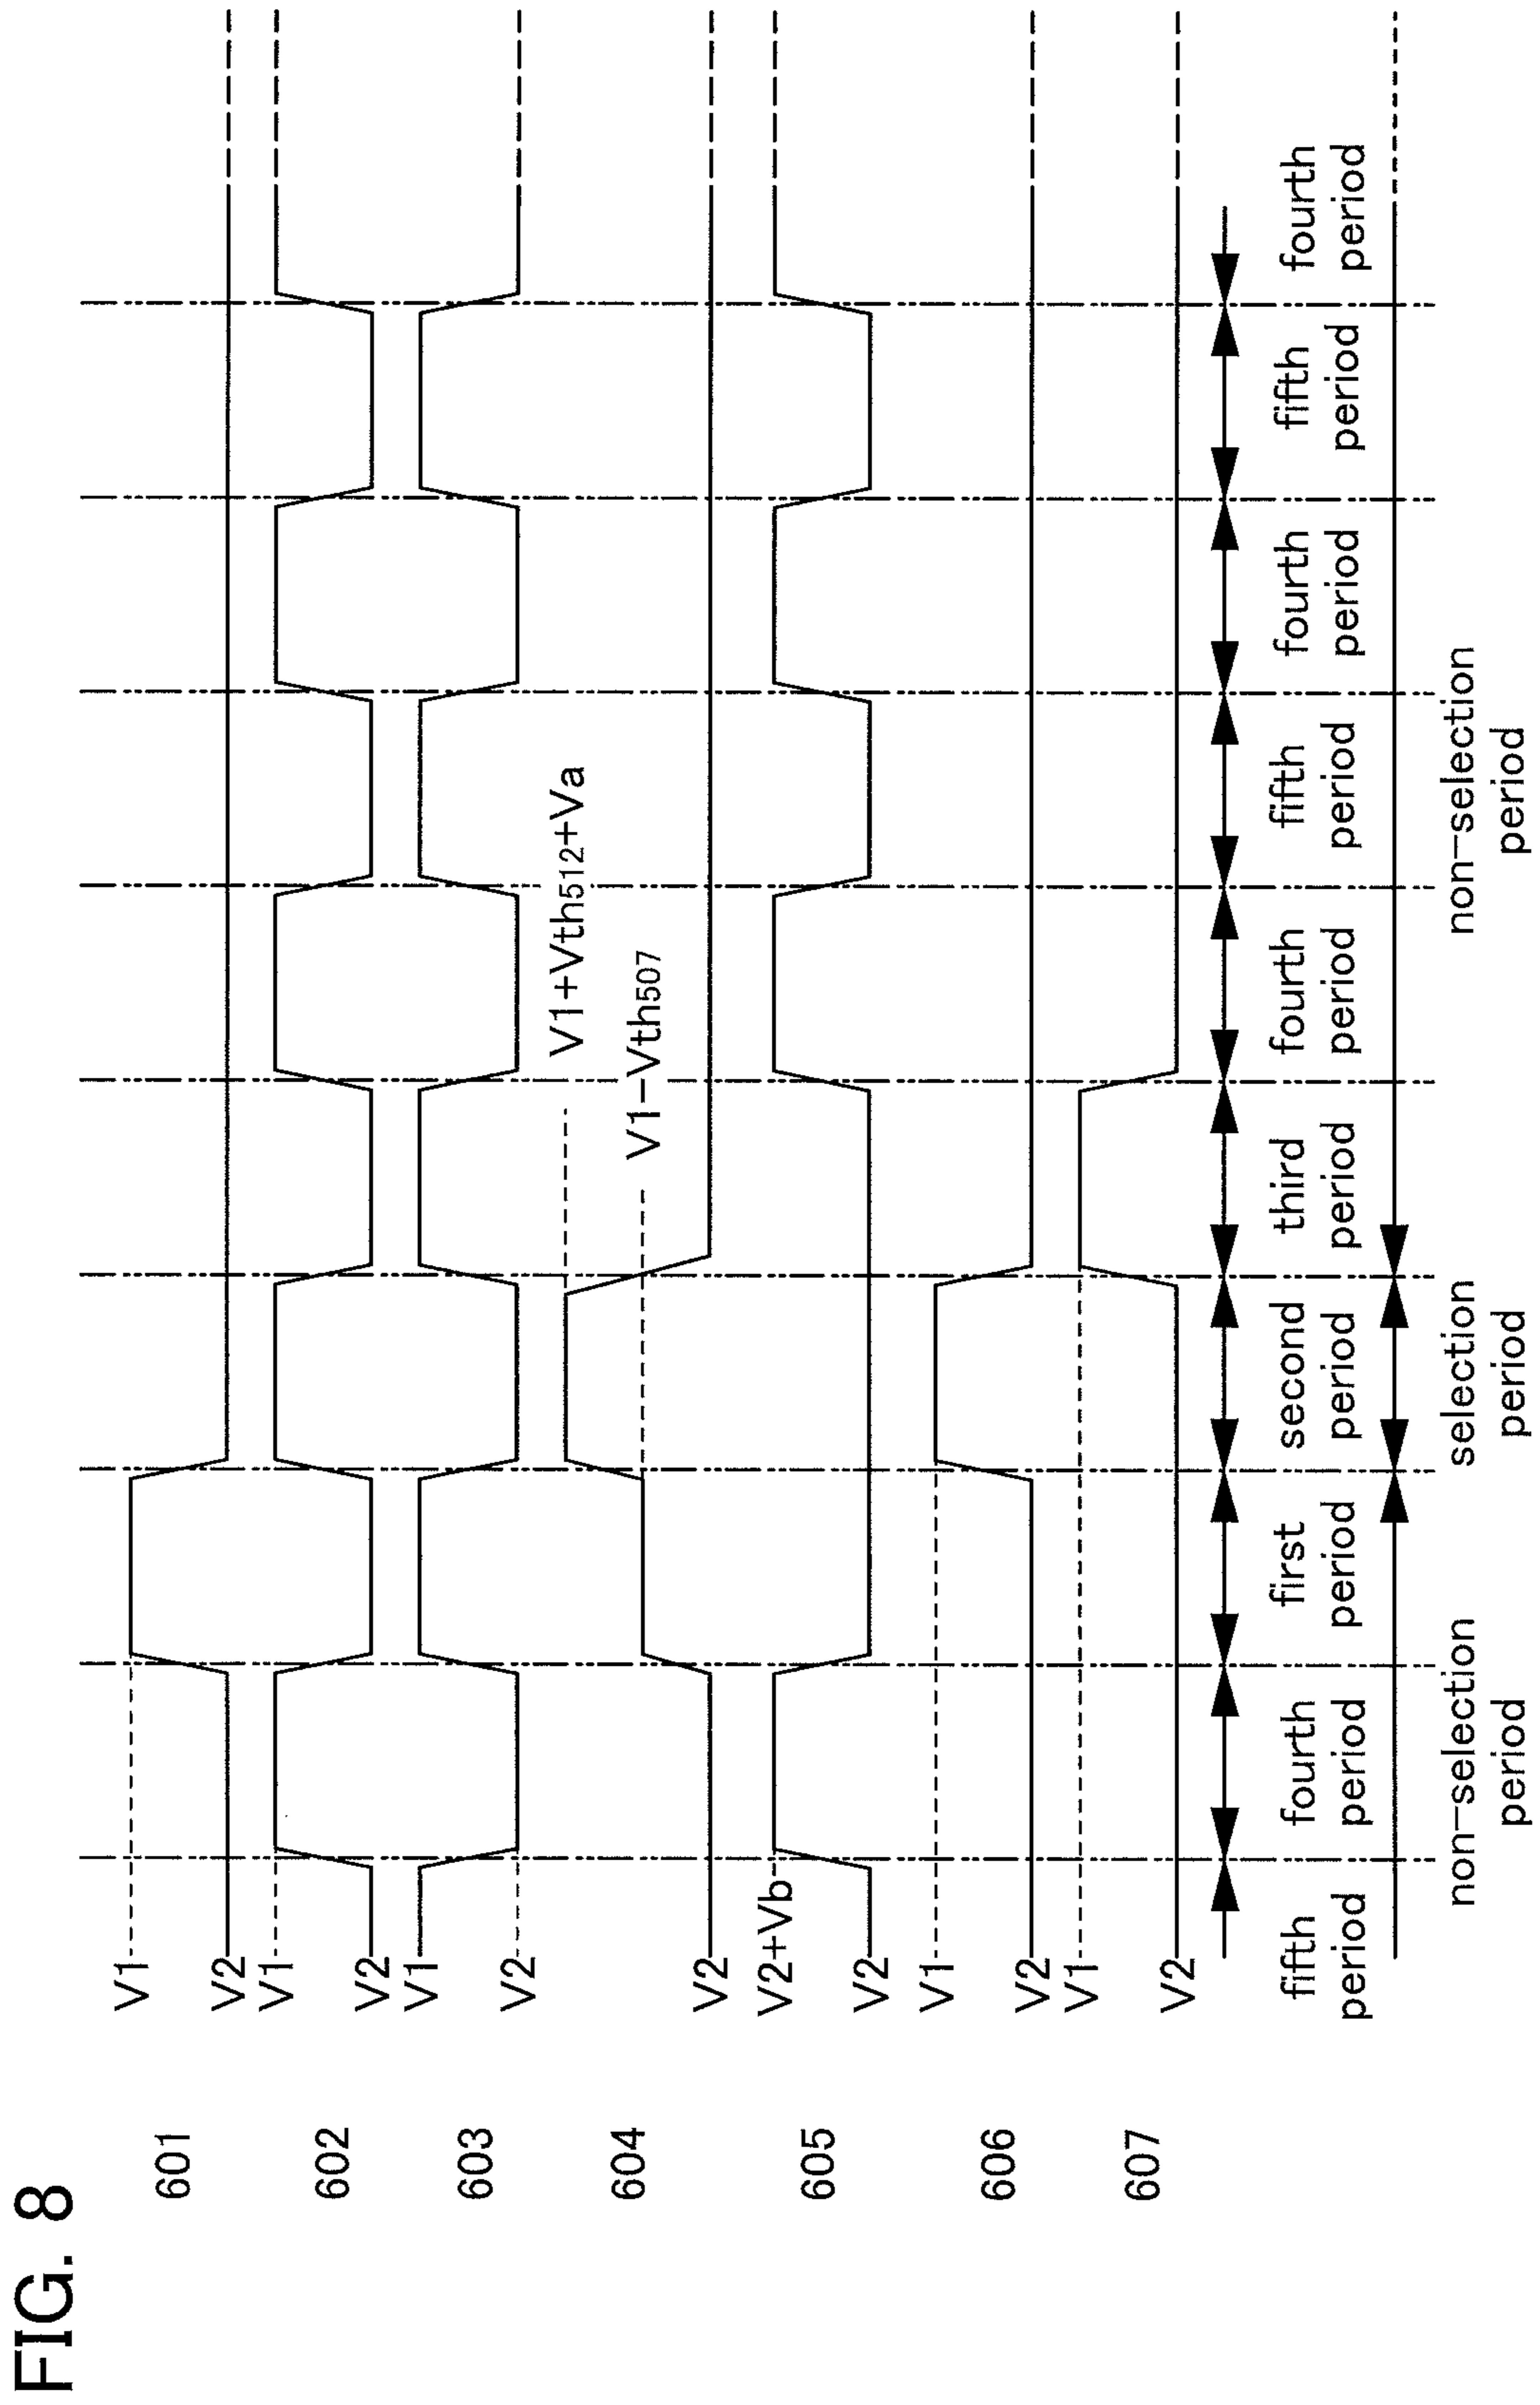 FIG. 8
601
V1
V2
602
V1
V2
603
V1
V2
604
V1+Vth512+Va
V1-Vth507
V2
605
V2+Vb
V2
606
V1
V2
607
V1
V2
fifth
period
fourth
period
first
period
second
period
third
period
fourth
period
fifth
period
fourth
period
fifth
period
fourth
period
non-selection
period
selection
period
non-selection
period